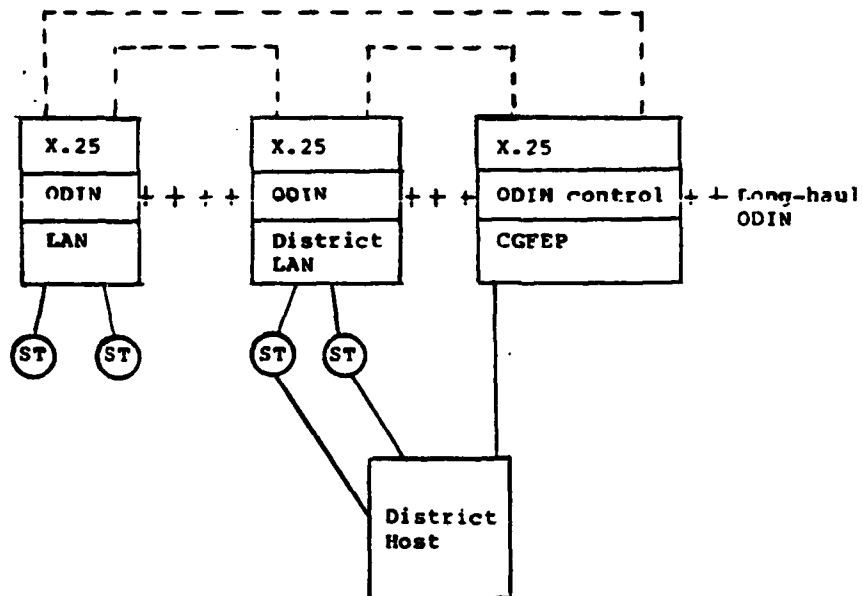 X.25
X.25
X.25
ODIN
ODIN
ODIN control
Long-haul
ODIN
LAN
District
LAN
CGFEP
ST
ST
ST
ST
District
Host